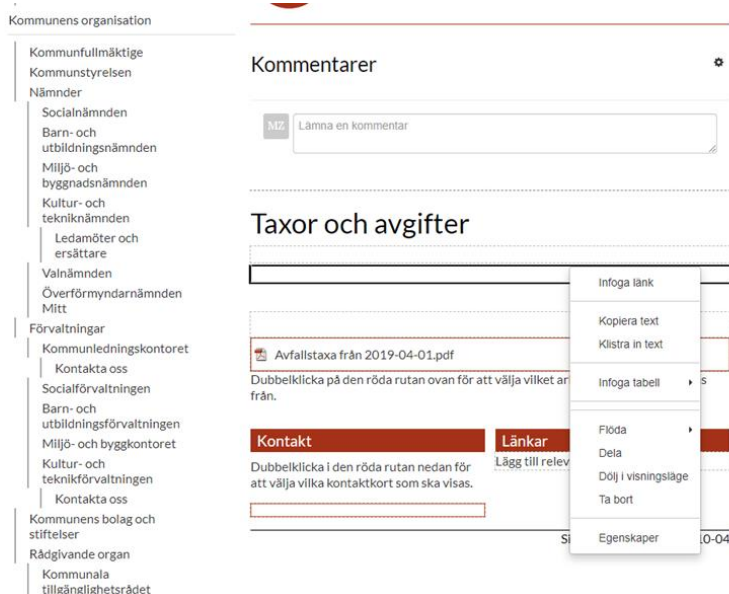 Kommunens organisation
Kommunfullmäktige
Kommunstyrelsen
Nämnder
Socialnämnden
Barn- och
utbildningsnämnden
Miljö- och
byggnadsnämnden
Kultur- och
tekniknämnden
Ledamöter och
ersättare
Valnämnden
Överförmyndarnämnden
Mitt
Förvaltningar
Kommunledningskontoret
Kontakta oss
Socialförvaltningen
Barn- och
utbildningsförvaltningen
Miljö- och byggkontoret
Kultur- och
teknikförvaltningen
Kontakta oss
Kommunens bolag och
stiftelser
Rådgivande organ
Kommunala
tillgänglighetsrådet
Kommentarer
MZ
Lämna en kommentar
Taxor och avgifter
Avfallstaxa från 2019-04-01.pdf
Dubbelklicka på den röda rutan ovan för att välja vilket
från.
Kontakt
Dubbelklicka i den röda rutan nedan för
att välja vilka kontaktkort som ska visas.
Länkar
Lägg till
10-04
Infoga länk
Kopiera text
Klistra in text
Infoga tabell
Flöda
Dela
Dölj i visningsläge
Ta bort
Egenskaper